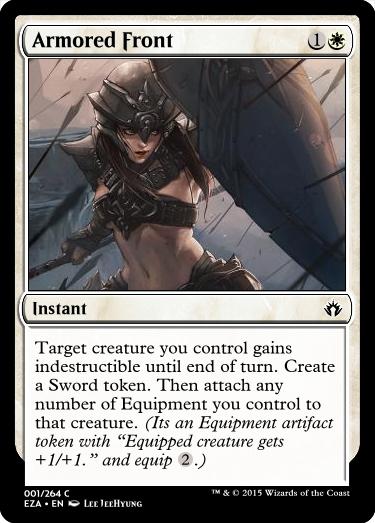 Armored Front 1
Instant
Target creature you control gains
indestructible until end of turn. Create
a Sword token. Then attach any
number of Equipment you control to
that creature. (Its an Equipment artifact
token with “Equipped creature gets
+1/+1.” and equip 2.)
001/264 C
EZA • EN Lee JeeHyung
™ & © 2015 Wizards of the Coast